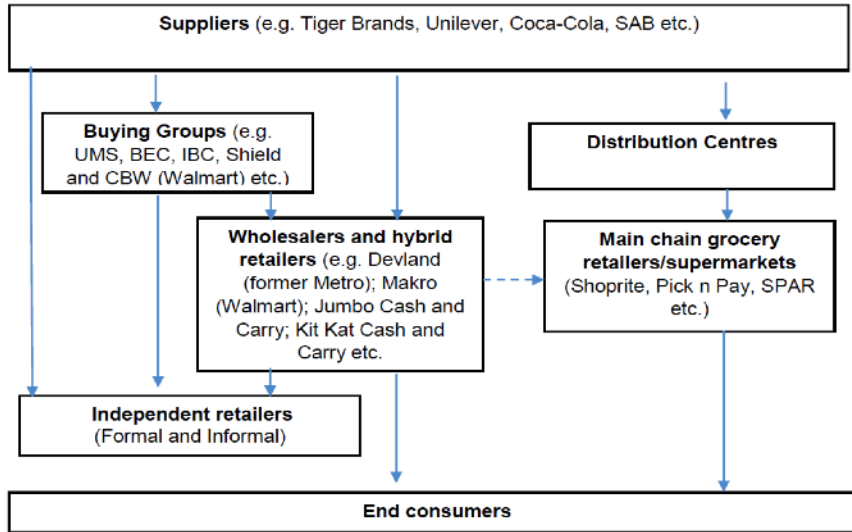 Suppliers (e.g. Tiger Brands, Unilever, Coca-Cola, SAB etc.)
Buying Groups (e.g.
UMS, BEC, IBC, Shield
and CBW (Walmart) etc.)
Distribution Centres
Wholesalers and hybrid
retailers (e.g. Devland
(former Metro); Makro
(Walmart); Jumbo Cash and
Carry; Kit Kat Cash and
Carry etc.
Main chain grocery
retailers/supermarkets
(Shoprite, Pick n Pay, SPAR
etc.)
Independent retailers
(Formal and Informal)
End consumers